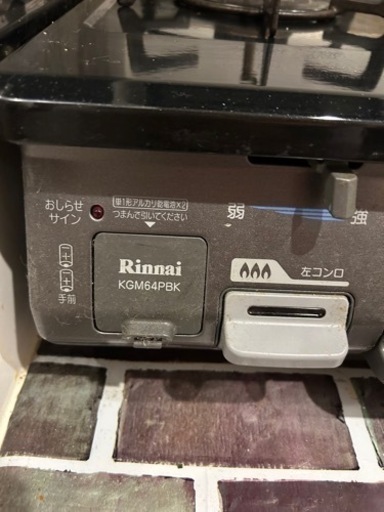 おしらせ
サイン
単1形アルカリ乾電池×2
つまんで引いてください
弱
強
Rinnai
KGM64PBK
手前
左コンロ